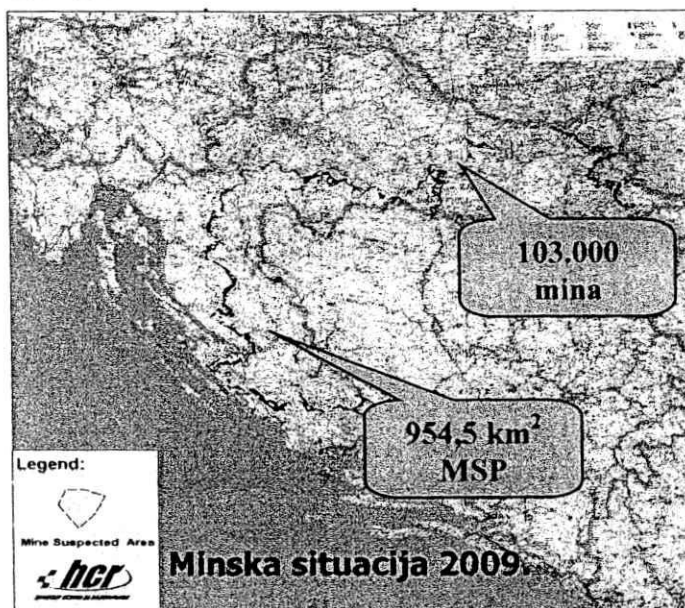 103.000
mina
954,5 km²
MSP
Legend:
Mine Suspected Area
hcr
Minska situacija 2009.